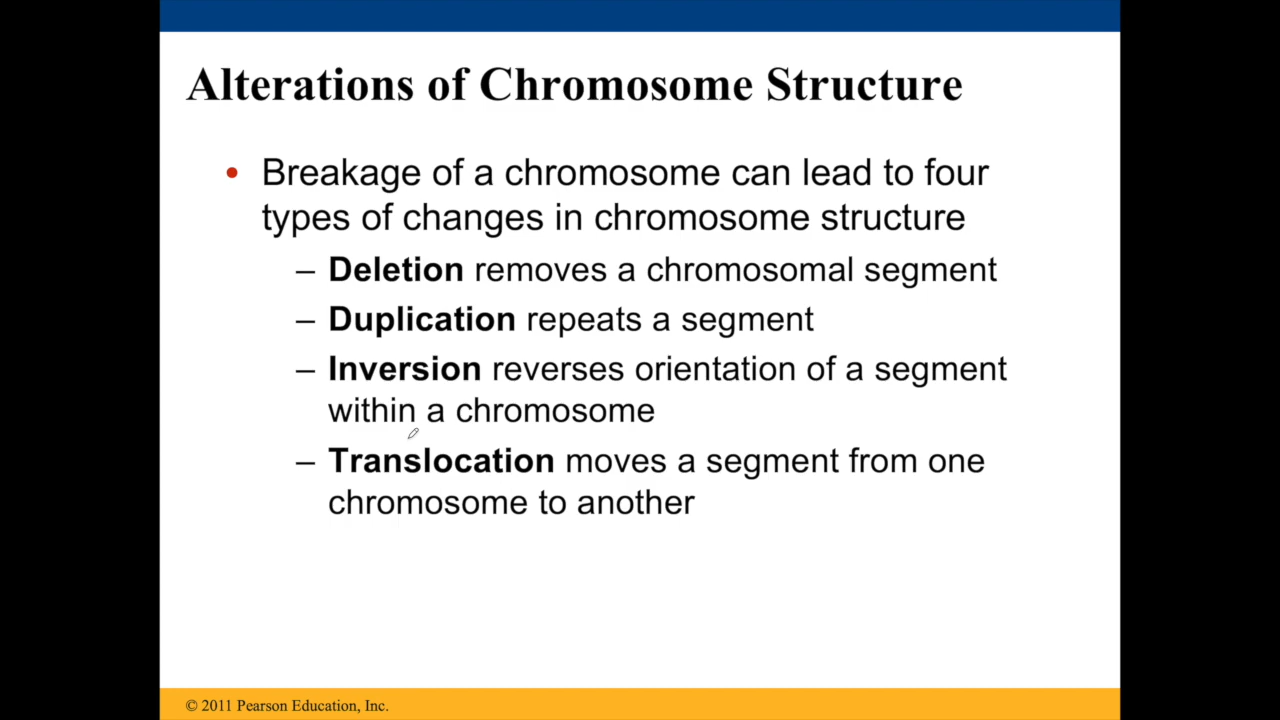 Alterations of Chromosome Structure
• Breakage of a chromosome can lead to four
types of changes in chromosome structure
– Deletion removes a chromosomal segment
– Duplication repeats a segment
– Inversion reverses orientation of a segment
within a chromosome
– Translocation moves a segment from one
chromosome to another
© 2011 Pearson Education, Inc.